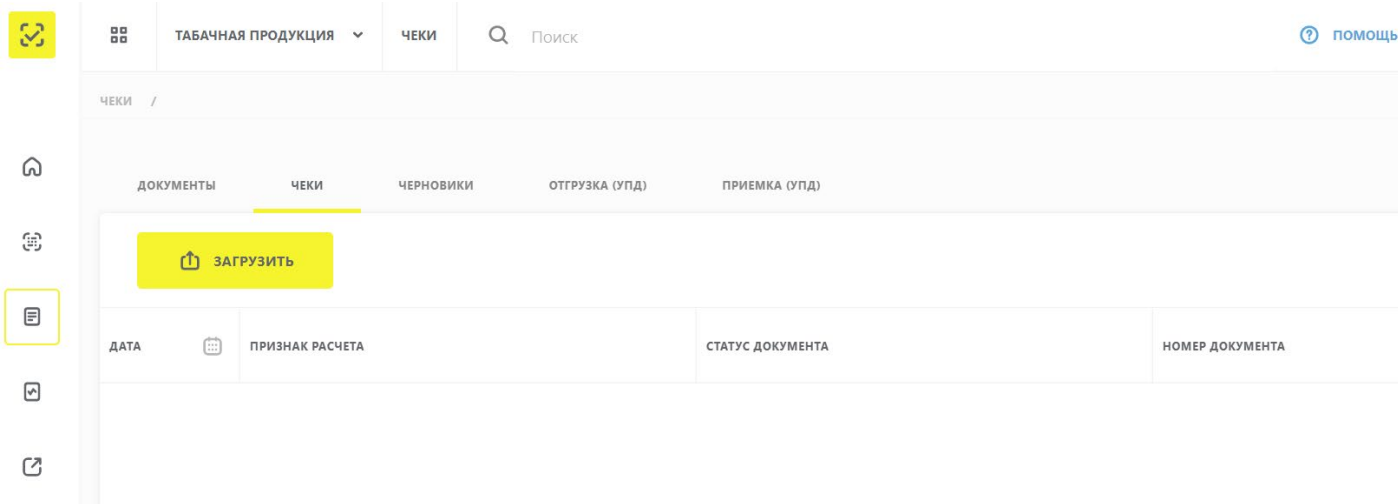 ТАБАЧНАЯ ПРОДУКЦИЯ ЧЕКИ Поиск ПОМОЩЬ
ЧЕКИ /
ДОКУМЕНТЫ ЧЕКИ ЧЕРНОВИКИ ОТГРУЗКА (УПД) ПРИЕМКА (УПД)
ЗАГРУЗИТЬ
ДАТА ПРИЗНАК РАСЧЕТА СТАТУС ДОКУМЕНТА НОМЕР ДОКУМЕНТА